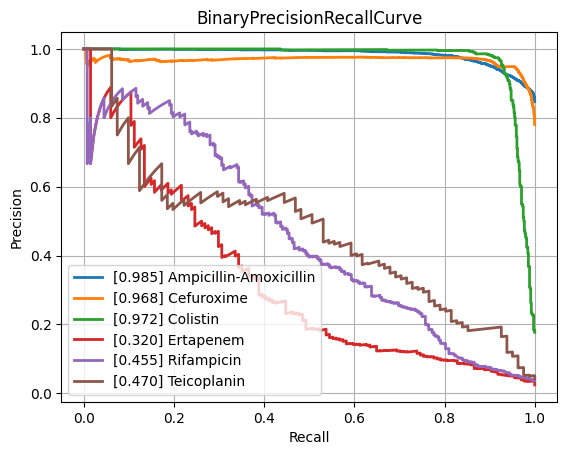 BinaryPrecisionRecallCurve
Precision
1.0
0.8
0.6
0.4
0.2
0.0
[0.985] Ampicillin-Amoxicillin
[0.968] Cefuroxime
[0.972] Colistin
[0.320] Ertapenem
[0.455] Rifampicin
[0.470] Teicoplanin
0.0 0.2 0.4 0.6 0.8 1.0
Recall